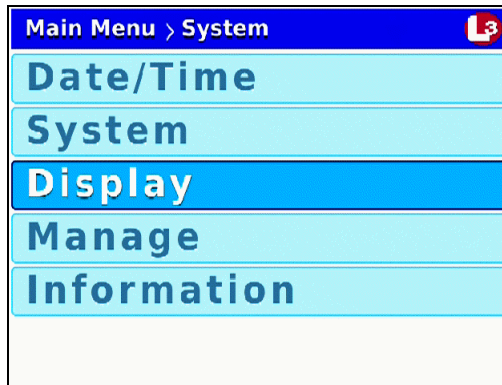 Main Menu > System
L3
Date/Time
System
Display
Manage
Information